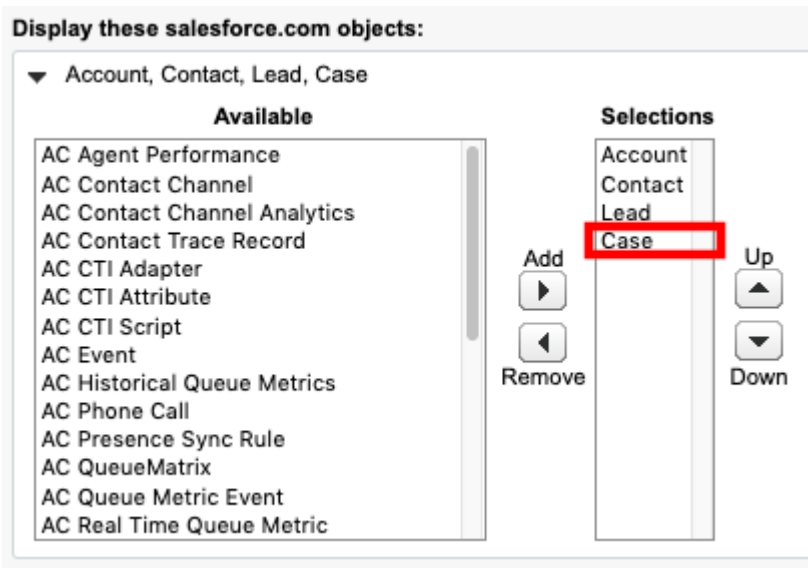 Display these salesforce.com objects:
Account, Contact, Lead, Case
Available
AC Agent Performance
AC Contact Channel
AC Contact Channel Analytics
AC Contact Trace Record
AC CTI Adapter
AC CTI Attribute
AC CTI Script
AC Event
AC Historical Queue Metrics
AC Phone Call
AC Presence Sync Rule
AC QueueMatrix
AC Queue Metric Event
AC Real Time Queue Metric
Add
Remove
Selections
Account
Contact
Lead
Case
Up
Down